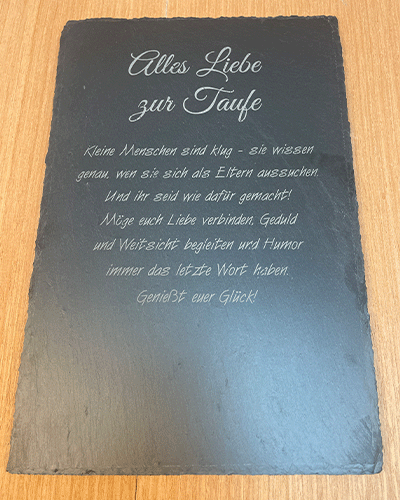 Alles Liebe
zur Taufe
Kleine Menschen sind klug - sie wissen
genau, wen sie sich als Eltern aussuchen.
Und ihr seid wie dafür gemacht!
Möge euch Liebe verbinden, Geduld
und Weitsicht begleiten und Humor
immer das letzte Wort haben.
Genießt euer Glück!